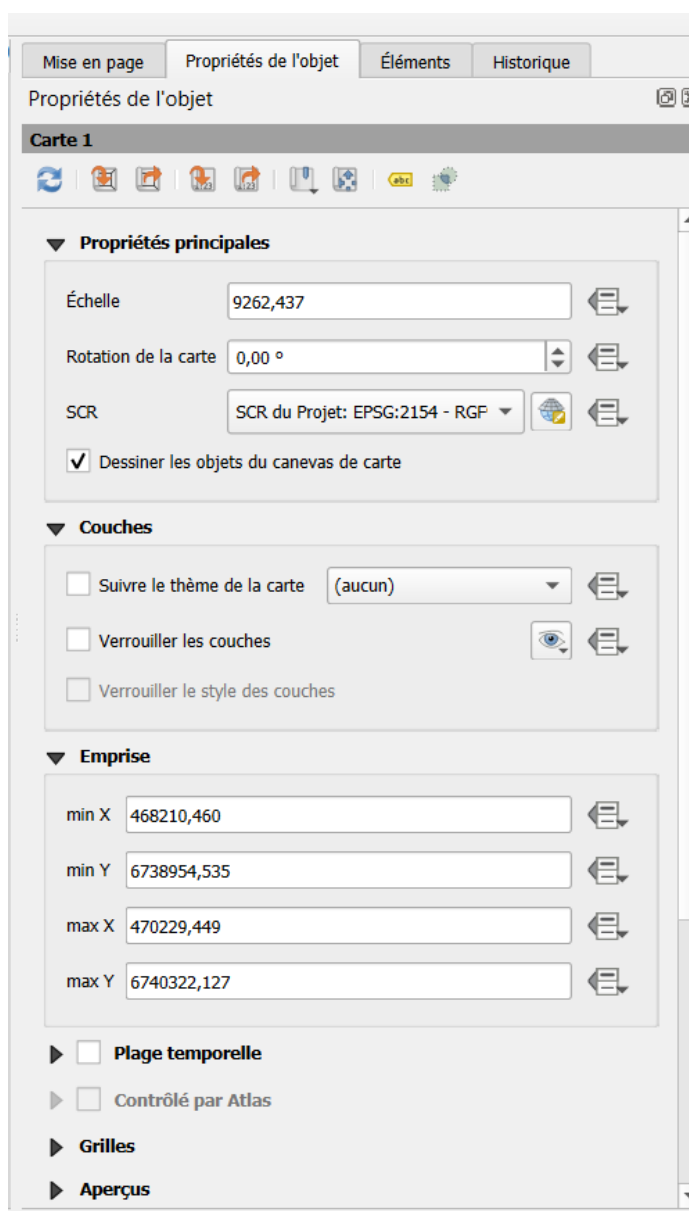 Mise en page Propriétés de l'objet Éléments Historique
Propriétés de l'objet
Carte 1
123 123 abc
Propriétés principales
Échelle 9262,437
Rotation de la carte 0,00 °
SCR SCR du Projet: EPSG:2154 - RGF
Dessiner les objets du canevas de carte
Couches
Suivre le thème de la carte (aucun)
Verrouiller les couches
Verrouiller le style des couches
Emprise
min X 468210,460
min Y 6738954,535
max X 470229,449
max Y 6740322,127
Plage temporelle
Contrôlé par Atlas
Grilles
Aperçus